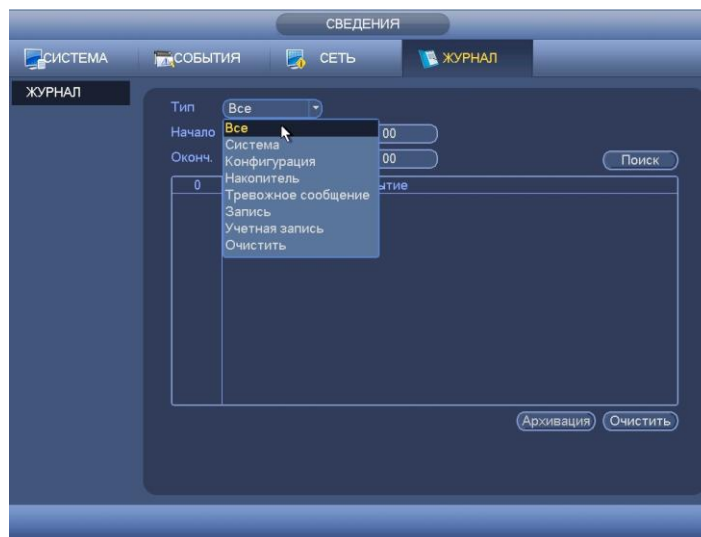 СВЕДЕНИЯ
СИСТЕМА СОБЫТИЯ СЕТЬ ЖУРНАЛ
ЖУРНАЛ
Тип Все
Начало 00
Оконч. 00 Поиск
Все
Система
Конфигурация
Накопитель
Тревожное сообщение
Запись
Учетная запись
Очистить
0 ытие
Архивация Очистить